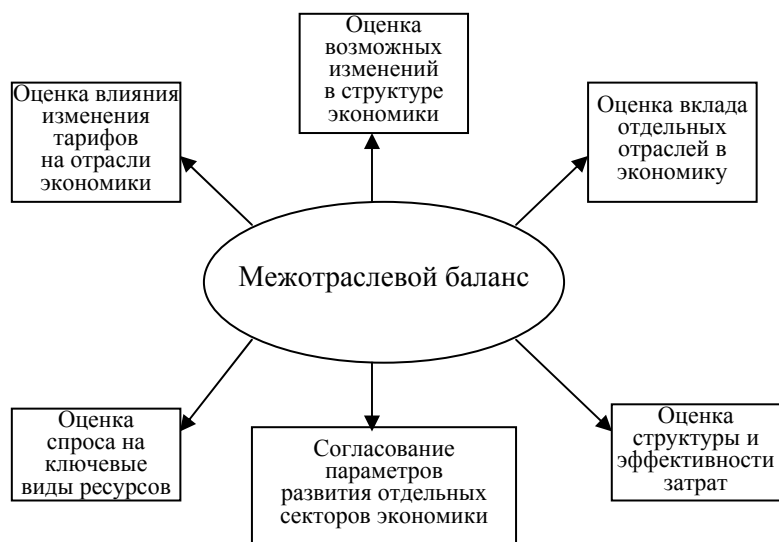 Оценка
возможных
изменений
в структуре
экономики
Оценка влияния
изменения
тарифов
на отрасли
экономики
Оценка вклада
отдельных
отраслей в
экономику
Межотраслевой баланс
Оценка
спроса на
ключевые
виды ресурсов
Согласование
параметров
развития отдельных
секторов экономики
Оценка
структуры и
эффективности
затрат